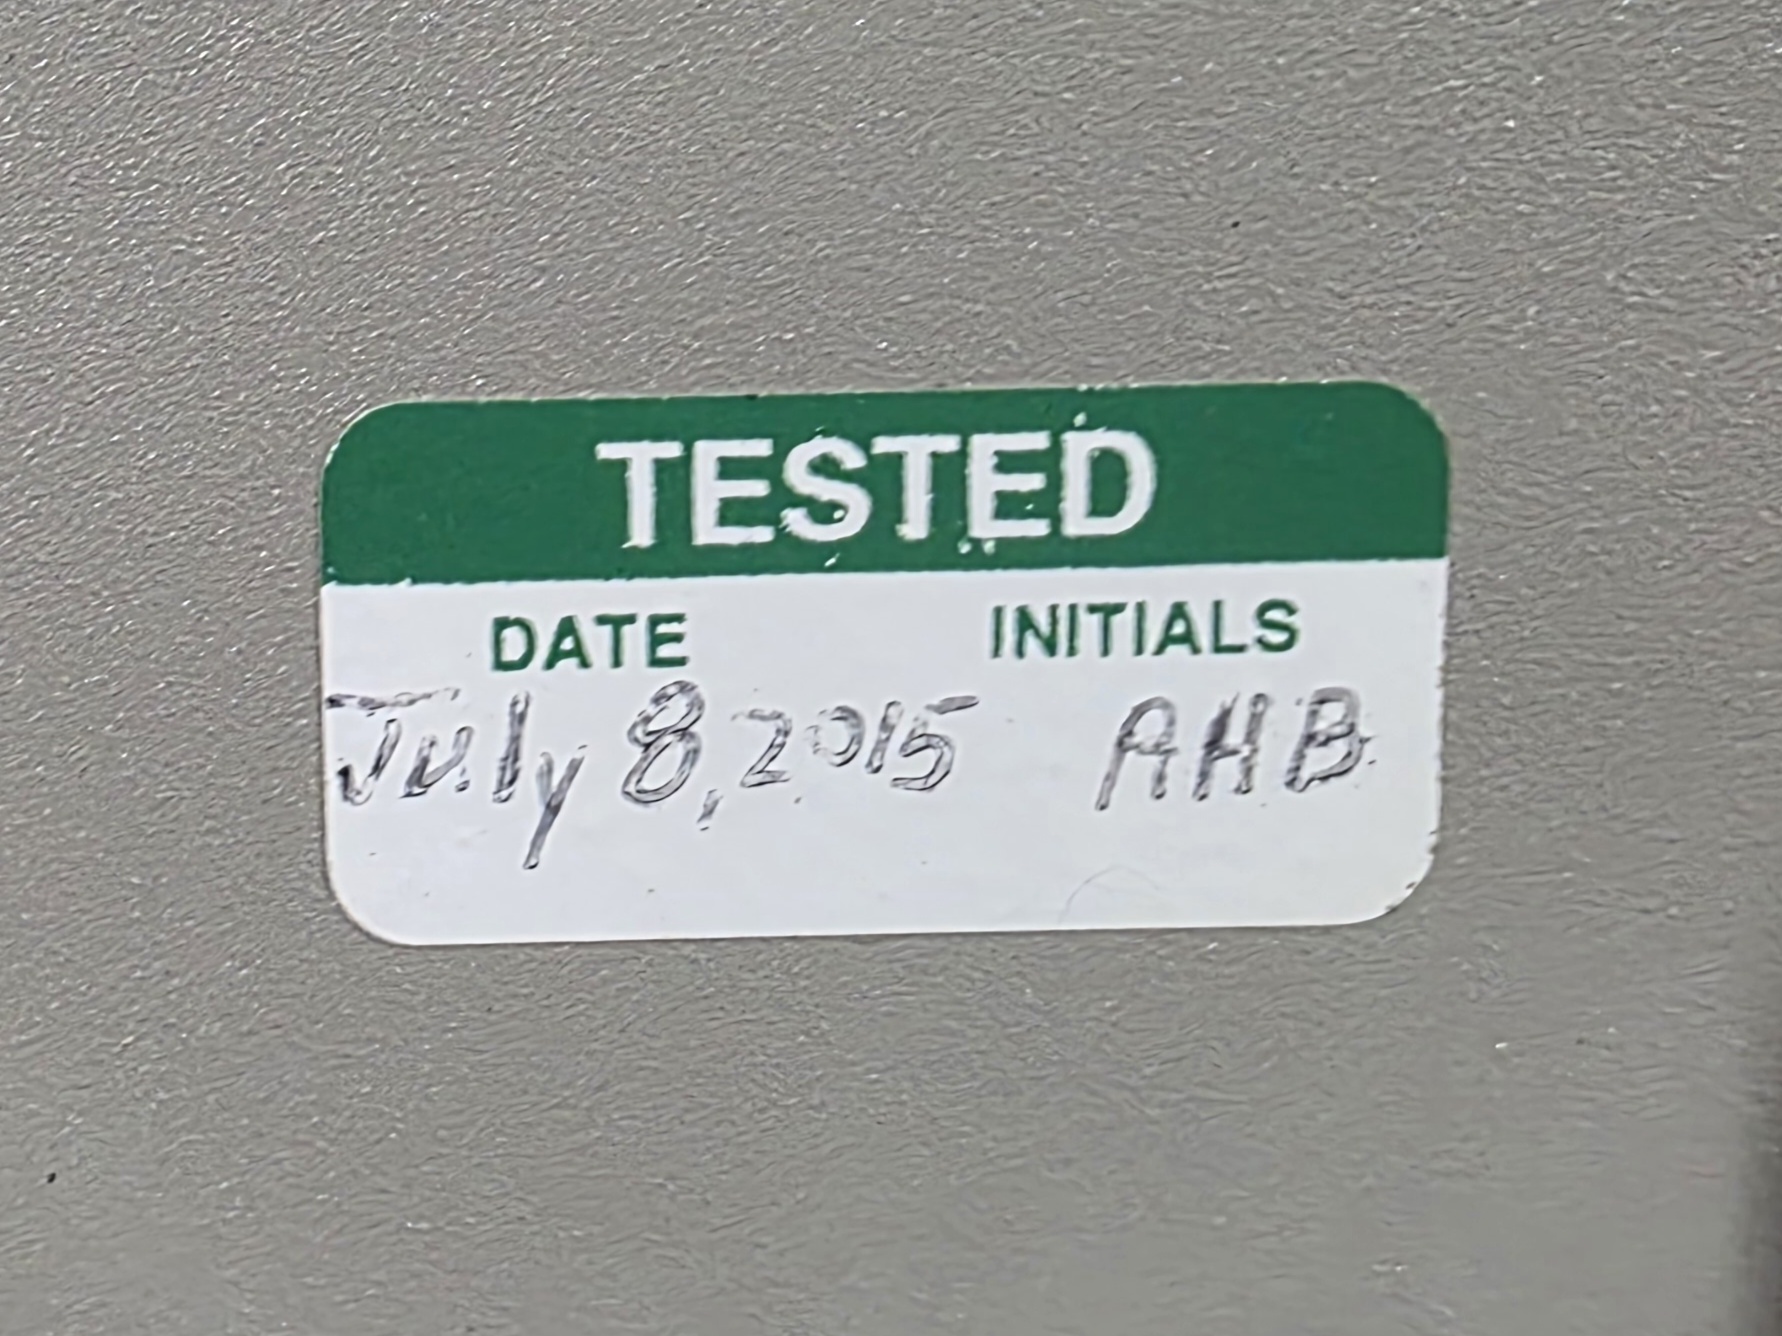 TESTED
DATE INITIALS
July 8, 2015 AHB